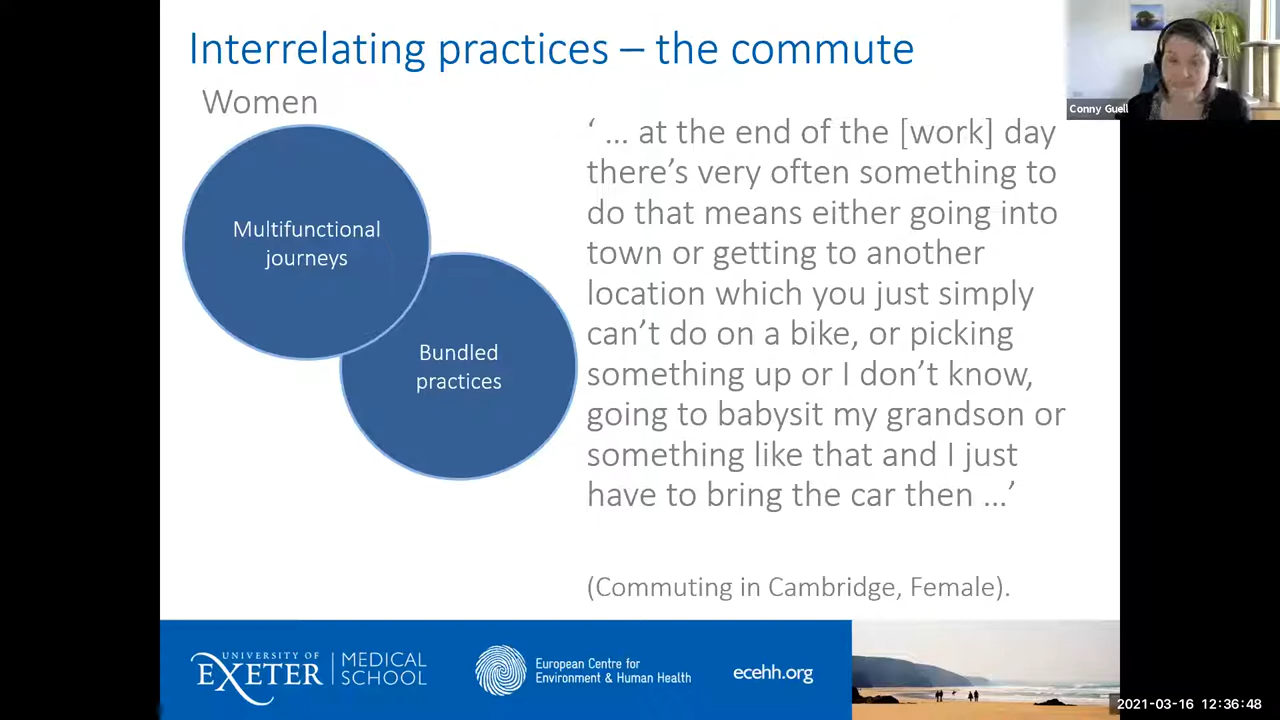 Interrelating practices – the commute
Women
Multifunctional
journeys
Bundled
practices
‘ … at the end of the [work] day
there’s very often something to
do that means either going into
town or getting to another
location which you just simply
can’t do on a bike, or picking
something up or I don’t know,
going to babysit my grandson or
something like that and I just
have to bring the car then …’
(Commuting in Cambridge, Female).
Conny Guell
UNIVERSITY OF
EXETER
MEDICAL
SCHOOL
European Centre for
Environment & Human Health
ecehh.org
2021-03-16 12:36:48